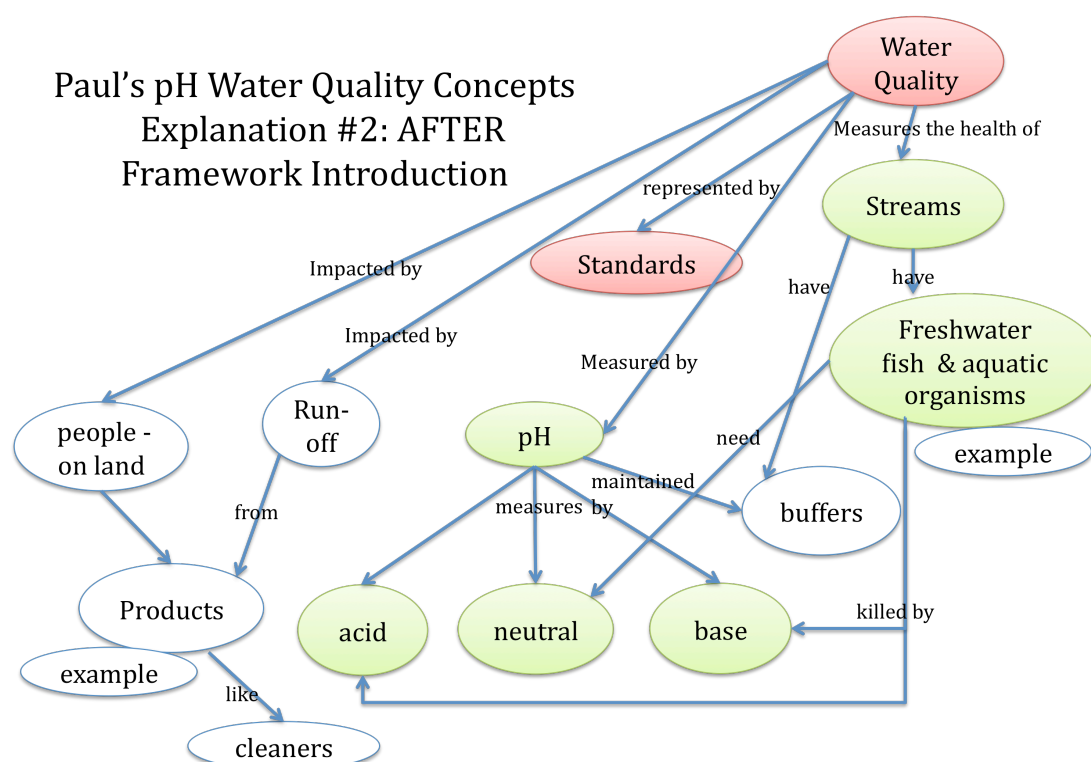 Paul’s pH Water Quality Concepts
Explanation #2: AFTER
Framework Introduction
Water
Quality
Measures the health of
represented by
Streams
Standards
Impacted by
have
have
Impacted by
Freshwater
fish & aquatic
organisms
Measured by
people -
on land
Run-
off
pH
need
example
maintained
by
measures
buffers
from
Products
acid
neutral
base
killed by
example
like
cleaners